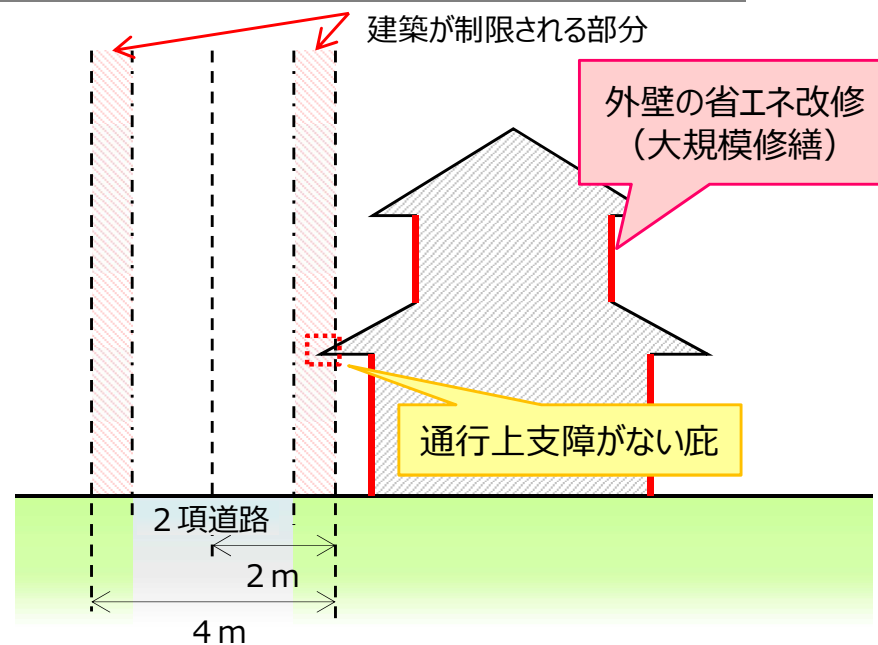 建築が制限される部分
外壁の省エネ改修
（大規模修繕）
通行上支障がない庇
２項道路
２ｍ
４ｍ